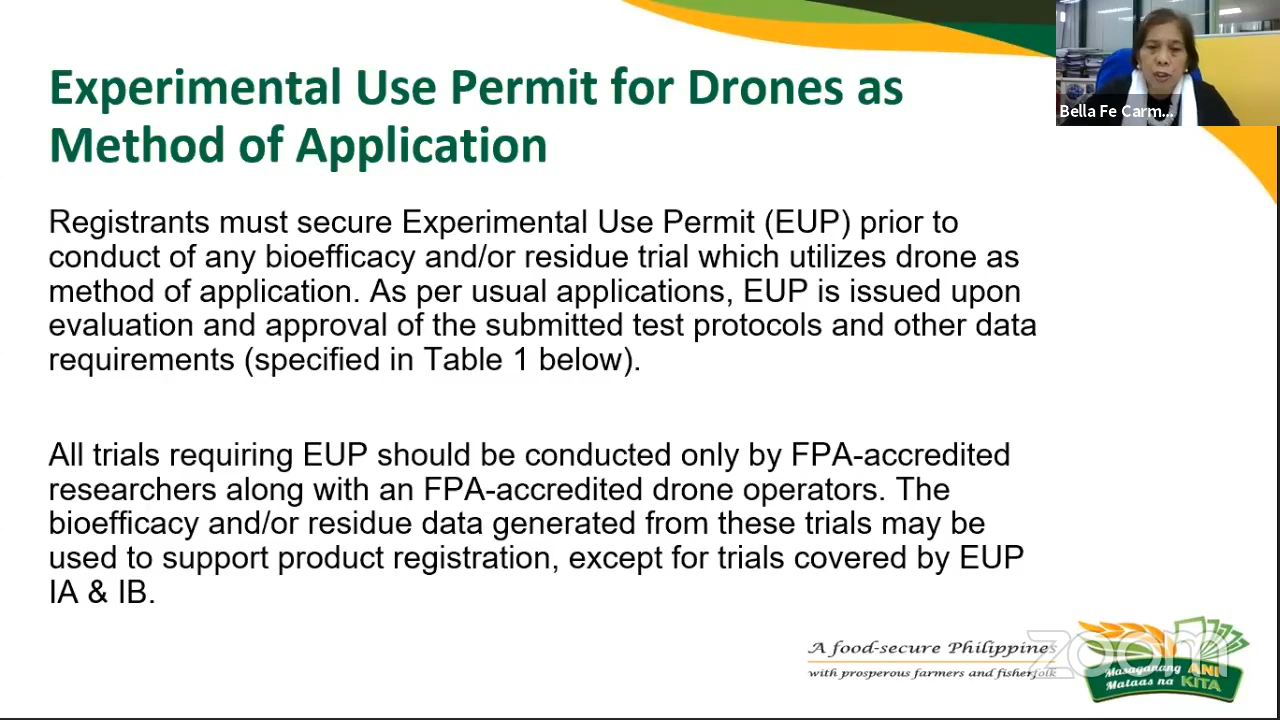 Experimental Use Permit for Drones as
Method of Application
Bella Fe Carm...
Registrants must secure Experimental Use Permit (EUP) prior to
conduct of any bioefficacy and/or residue trial which utilizes drone as
method of application. As per usual applications, EUP is issued upon
evaluation and approval of the submitted test protocols and other data
requirements (specified in Table 1 below).
All trials requiring EUP should be conducted only by FPA-accredited
researchers along with an FPA-accredited drone operators. The
bioefficacy and/or residue data generated from these trials may be
used to support product registration, except for trials covered by EUP
IA & IB.
A food-secure Philippines
with prosperous farmers and fisherfolk
zoom
Masaganang ANI
Mataas na KITA